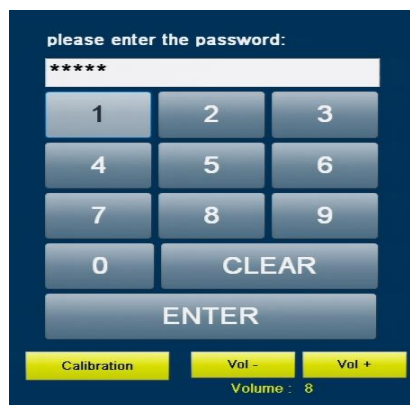 please enter the password:
*****
1 2 3
4 5 6
7 8 9
0 CLEAR
ENTER
Calibration Vol - Vol +
Volume : 8